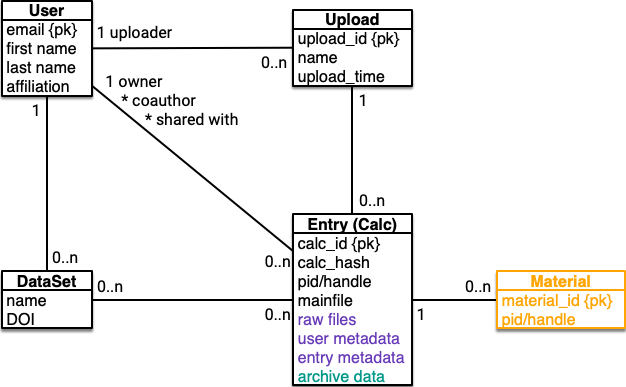 User
email {pk}
first name
last name
affiliation
1 uploader
0..n
Upload
upload_id {pk}
name
upload_time
1 owner
* coauthor
* shared with
1
1
0..n
0..n
0..n
Entry (Calc)
calc_id {pk}
calc_hash
pid/handle
mainfile
raw files
user metadata
entry metadata
archive data
DataSet
name
DOI
0..n
0..n
1
0..n
Material
material_id {pk}
pid/handle